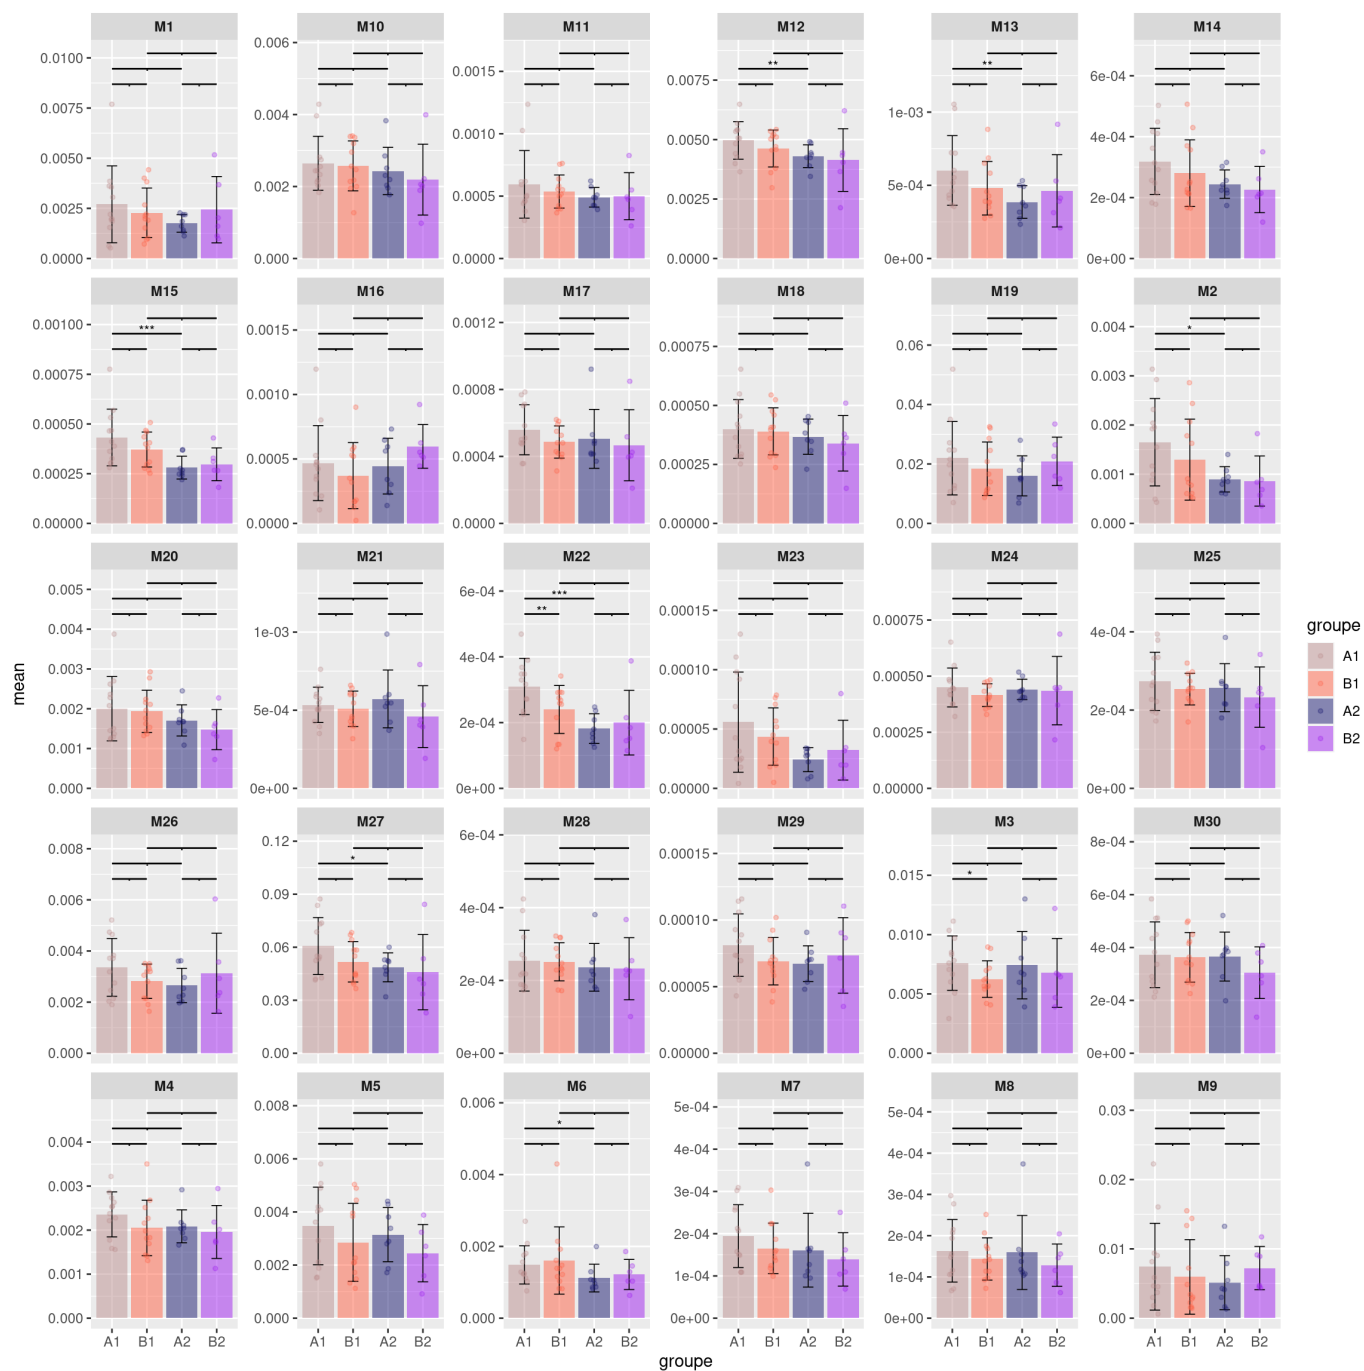 M1 M10 M11 M12 M13 M14
0.0100 0.006 0.0015 0.0075 1e-03 6e-04
0.0075 0.004 0.0010 ** ** 4e-04
0.0050 0.002 0.0005 0.0050 5e-04 2e-04
0.0025 0.000 0.0000 0.0025 0e+00 0e+00
0.0000 0.0000
M15 M16 M17 M18 M19 M2
0.00100 0.0015 0.0012 0.00075 0.06 0.004
*** *
0.00075 0.0010 0.0008 0.00050 0.04 0.003
0.00050 0.0005 0.0004 0.00025 0.02 0.002
0.00025 0.0000 0.0000 0.00000 0.00 0.001
0.00000 0.000
M20 M21 M22 M23 M24 M25
0.005 1e-03 6e-04 0.00015 0.00075 4e-04
*** **
0.004 5e-04 4e-04 0.00010 0.00050 2e-04
0.003 0e+00 2e-04 0.00005 0.00025 0e+00
0.002 0e+00 0.00000 0.00000
0.001
0.000
mean
groupe
A1
B1
A2
B2
M26 M27 M28 M29 M3 M30
0.008 0.12 6e-04 0.00015 0.015 8e-04
* *
0.006 0.09 4e-04 0.00010 0.010 6e-04
0.004 0.06 2e-04 0.00005 0.005 4e-04
0.002 0.03 0e+00 0.00000 0.000 2e-04
0.000 0.00 0e+00
M4 M5 M6 M7 M8 M9
0.004 0.008 0.006 5e-04 5e-04 0.03
*
0.003 0.006 0.004 4e-04 4e-04 0.02
0.002 0.004 0.002 3e-04 3e-04 0.01
0.001 0.002 0.000 2e-04 2e-04 0.00
0.000 0.000 1e-04 1e-04
0e+00 0e+00
A1 B1 A2 B2 A1 B1 A2 B2 A1 B1 A2 B2 A1 B1 A2 B2 A1 B1 A2 B2 A1 B1 A2 B2
groupe